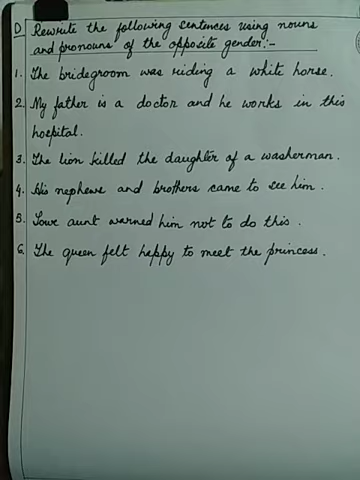 D Rewrite the following sentences using nouns
and pronouns of the opposite gender:-
1. The bridegroom was riding a white horse.
2. My father is a doctor and he works in this
hospital.
3. The lion killed the daughter of a washerman.
4. His nephews and brothers came to see him.
5. Your aunt warned him not to do this.
6. The queen felt happy to meet the princess.